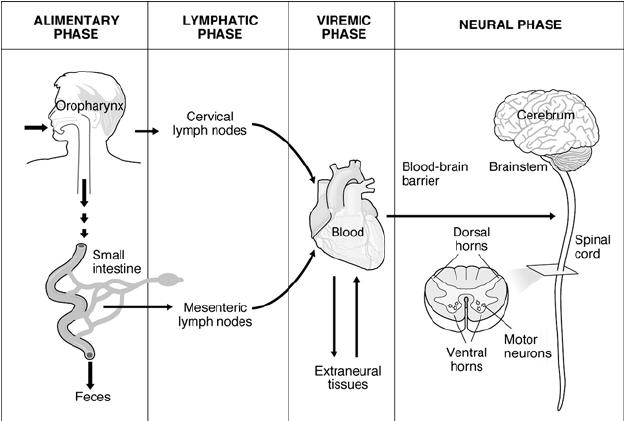 ALIMENTARY
PHASE
LYMPHATIC
PHASE
VIREMIC
PHASE
NEURAL PHASE
Oropharynx
Cervical
lymph nodes
Cerebrum
Blood-brain
barrier
Brainstem
Blood
Dorsal
horns
Spinal
cord
Small
intestine
Mesenteric
lymph nodes
Motor
neurons
Ventral
horns
Extraneural
tissues
Feces